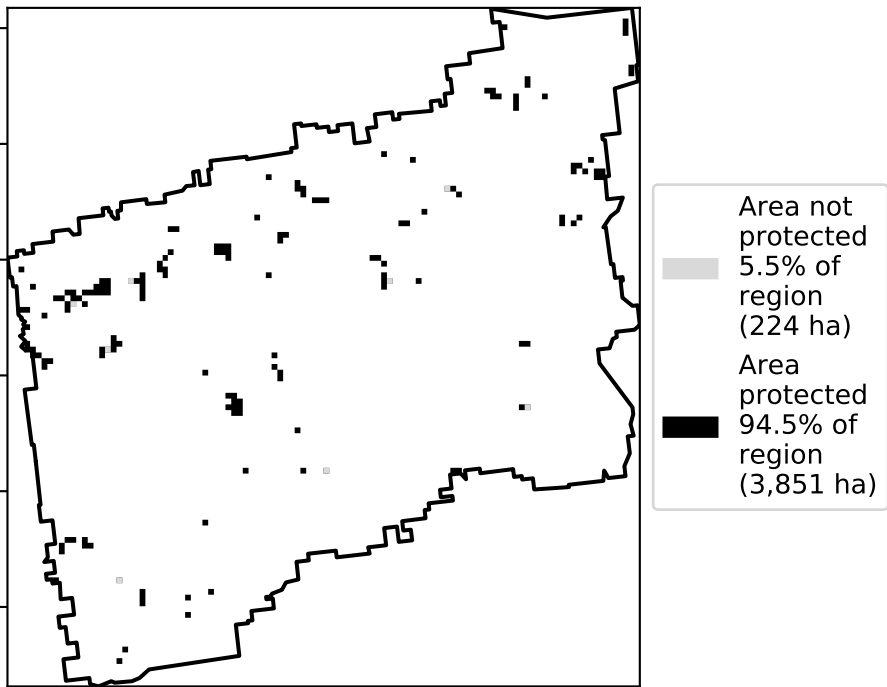 Area not
protected
5.5% of
region
(224 ha)
Area
protected
94.5% of
region
(3,851 ha)